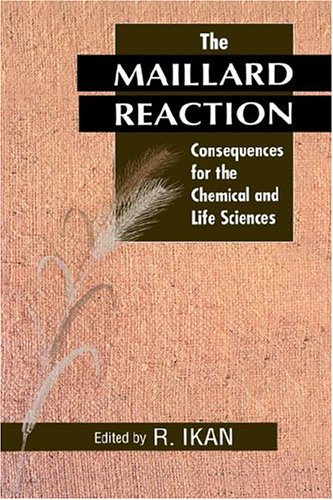 The
MAILLARD
REACTION
Consequences
for the
Chemical and
Life Sciences
Edited by R. IKAN